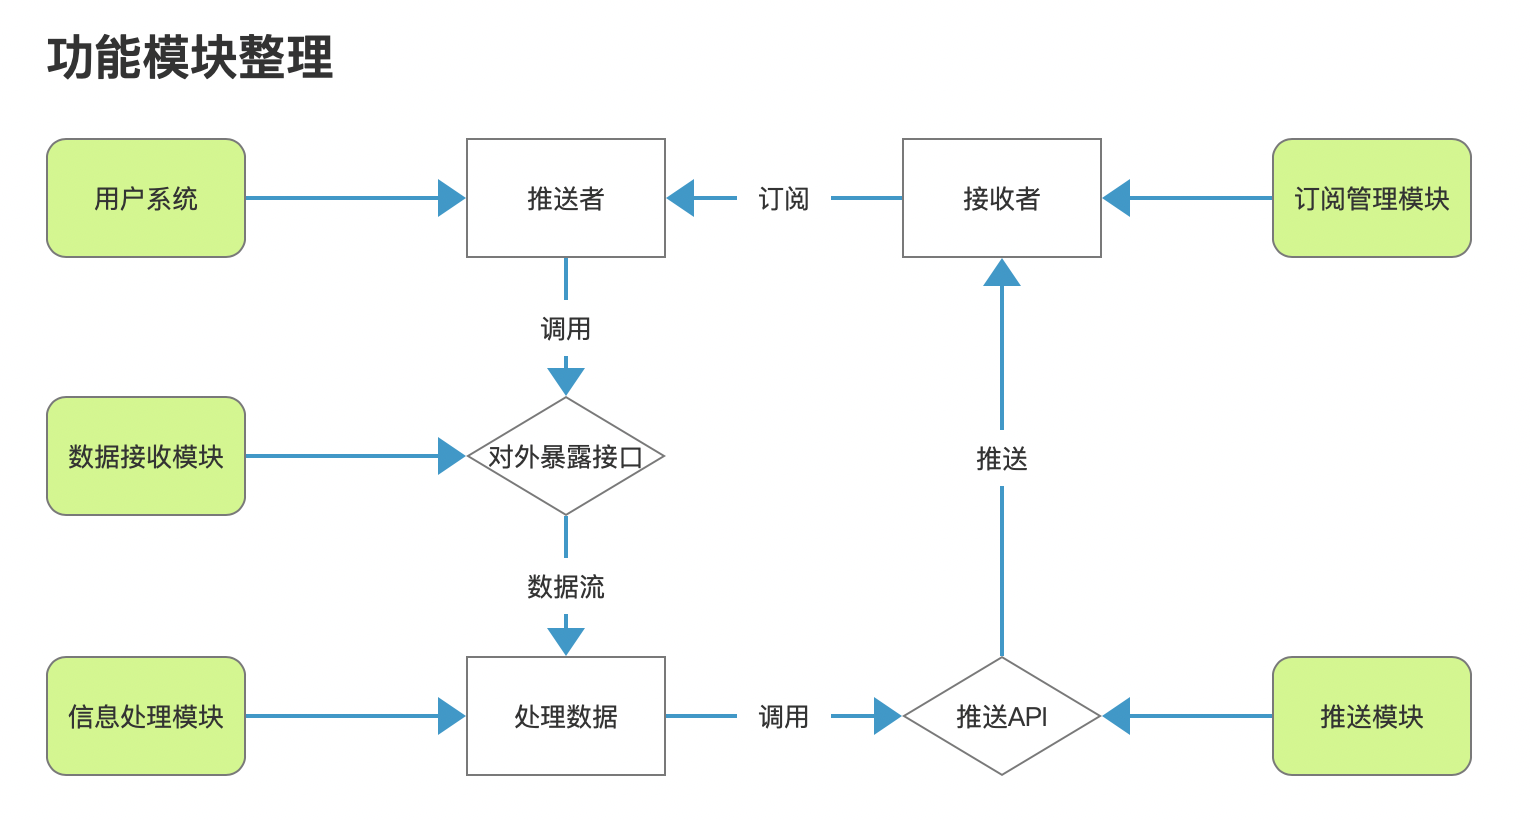 功能模块整理
用户系统
推送者
订阅
接收者
订阅管理模块
调用
数据接收模块
对外暴露接口
推送
数据流
信息处理模块
处理数据
调用
推送API
推送模块